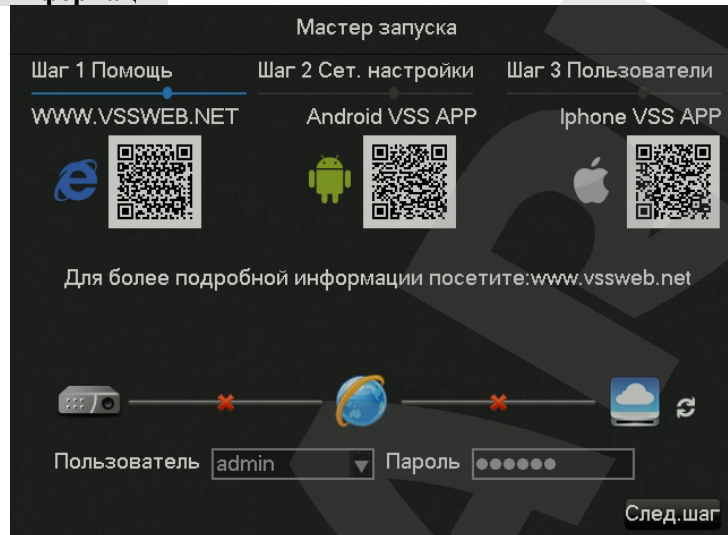 Мастер запуска
Шаг 1 Помощь Шаг 2 Сет. настройки Шаг 3 Пользователи
WWW.VSSWEB.NET Android VSS APP Iphone VSS APP
Для более подробной информации посетите:www.vssweb.net
Пользователь admin Пароль ●●●●●●
След.шаг